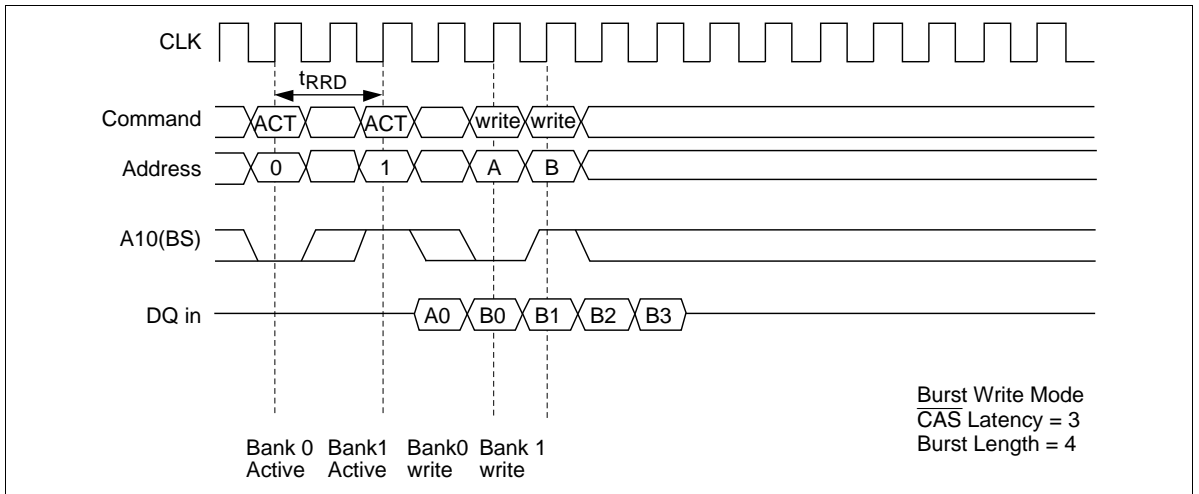 CLK
tRRD
Command ACT ACT write write
Address 0 1 A B
A10(BS)
DQ in A0 B0 B1 B2 B3
Burst Write Mode
CAS Latency = 3
Burst Length = 4
Bank 0 Bank1 Bank0 Bank 1
Active Active write write